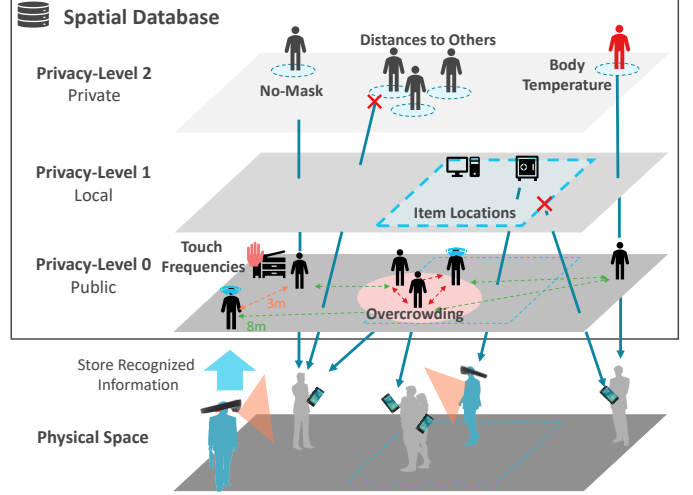 Spatial Database
Distances to Others
Privacy-Level 2
Private
No-Mask
Body
Temperature
Privacy-Level 1
Local
Item Locations
Touch
Frequencies
Privacy-Level 0
Public
3m
Overcrowding
8m
Store Recognized
Information
Physical Space